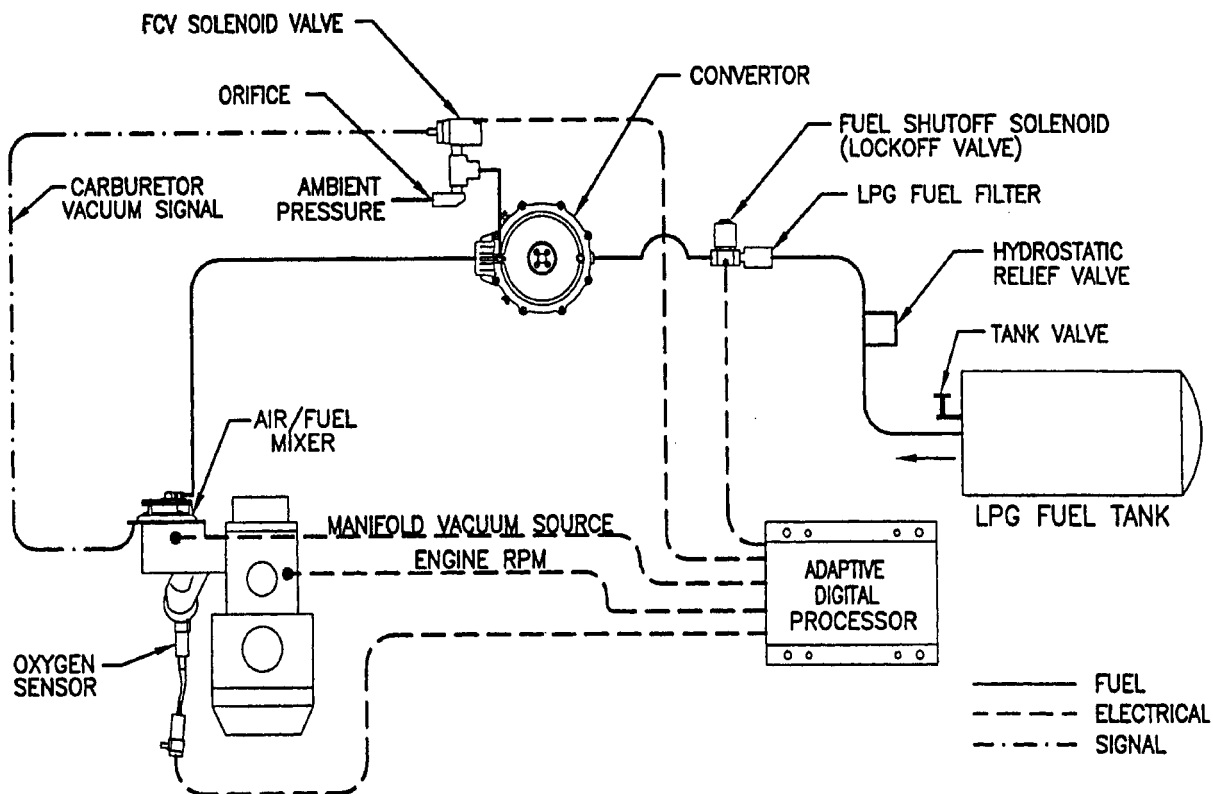 FCV SOLENOID VALVE
ORIFICE
CONVERTOR
FUEL SHUTOFF SOLENOID
(LOCKOFF VALVE)
CARBURETOR
VACUUM SIGNAL
AMBIENT
PRESSURE
LPG FUEL FILTER
HYDROSTATIC
RELIEF VALVE
TANK VALVE
AIR/FUEL
MIXER
LPG FUEL TANK
MANIFOLD VACUUM SOURCE
ENGINE RPM
ADAPTIVE
DIGITAL
PROCESSOR
OXYGEN
SENSOR
FUEL
ELECTRICAL
SIGNAL